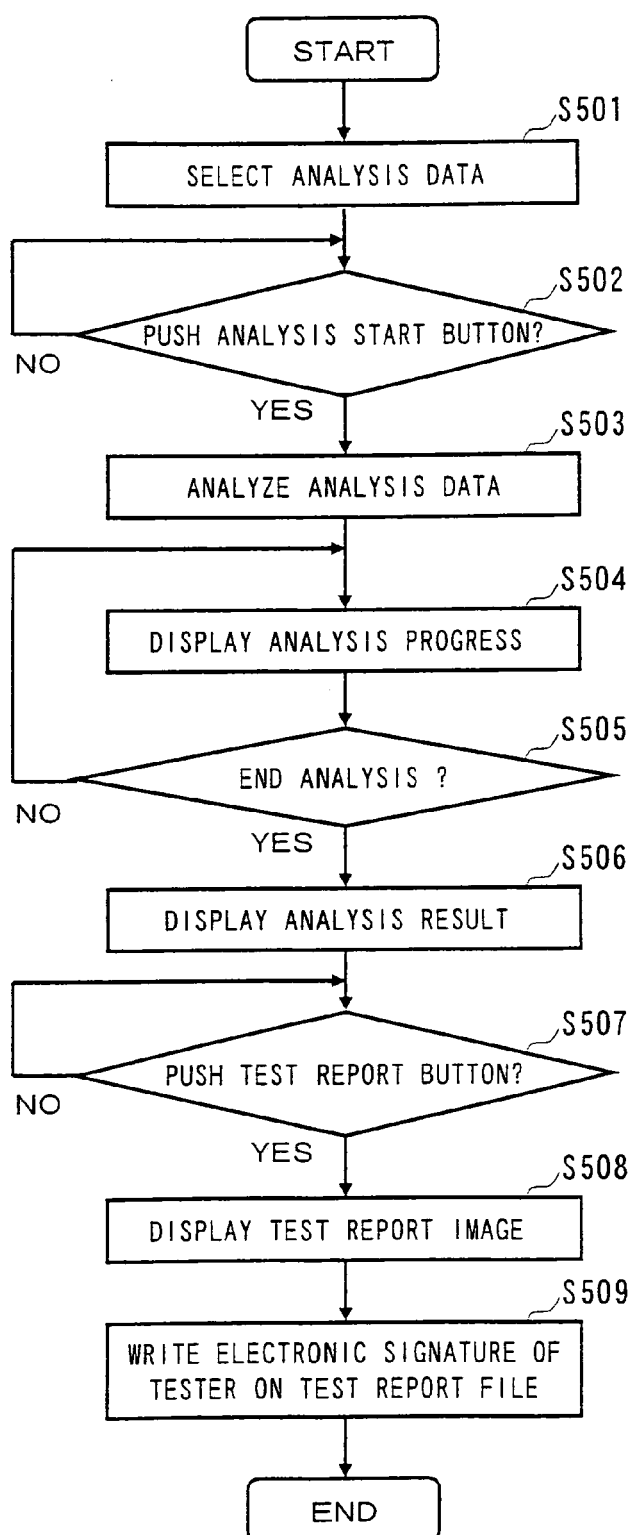 START
S501
SELECT ANALYSIS DATA
S502
PUSH ANALYSIS START BUTTON?
NO
YES
S503
ANALYZE ANALYSIS DATA
S504
DISPLAY ANALYSIS PROGRESS
S505
END ANALYSIS ?
NO
YES
S506
DISPLAY ANALYSIS RESULT
S507
PUSH TEST REPORT BUTTON?
NO
YES
S508
DISPLAY TEST REPORT IMAGE
S509
WRITE ELECTRONIC SIGNATURE OF
TESTER ON TEST REPORT FILE
END